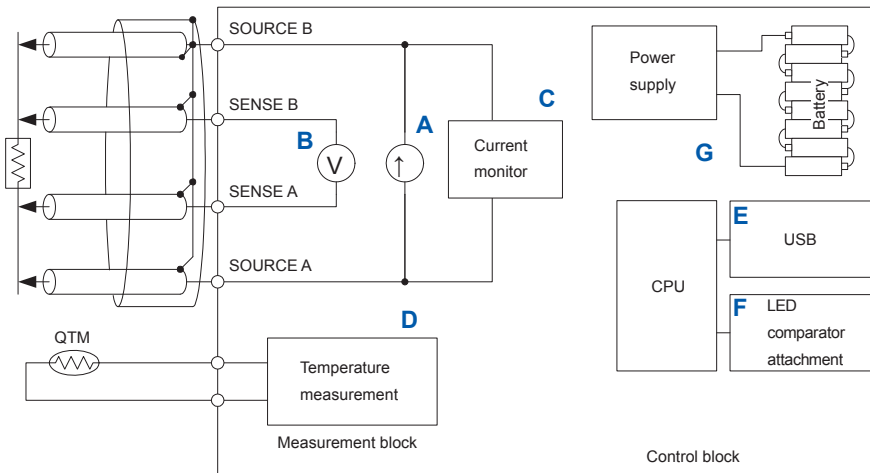 SOURCE B
SENSE B
SENSE A
SOURCE A
A
B
V
↑
C
Current
monitor
D
QTM
Temperature
measurement
Measurement block
Power
supply
Battery
G
CPU
E
USB
F
LED
comparator
attachment
Control block